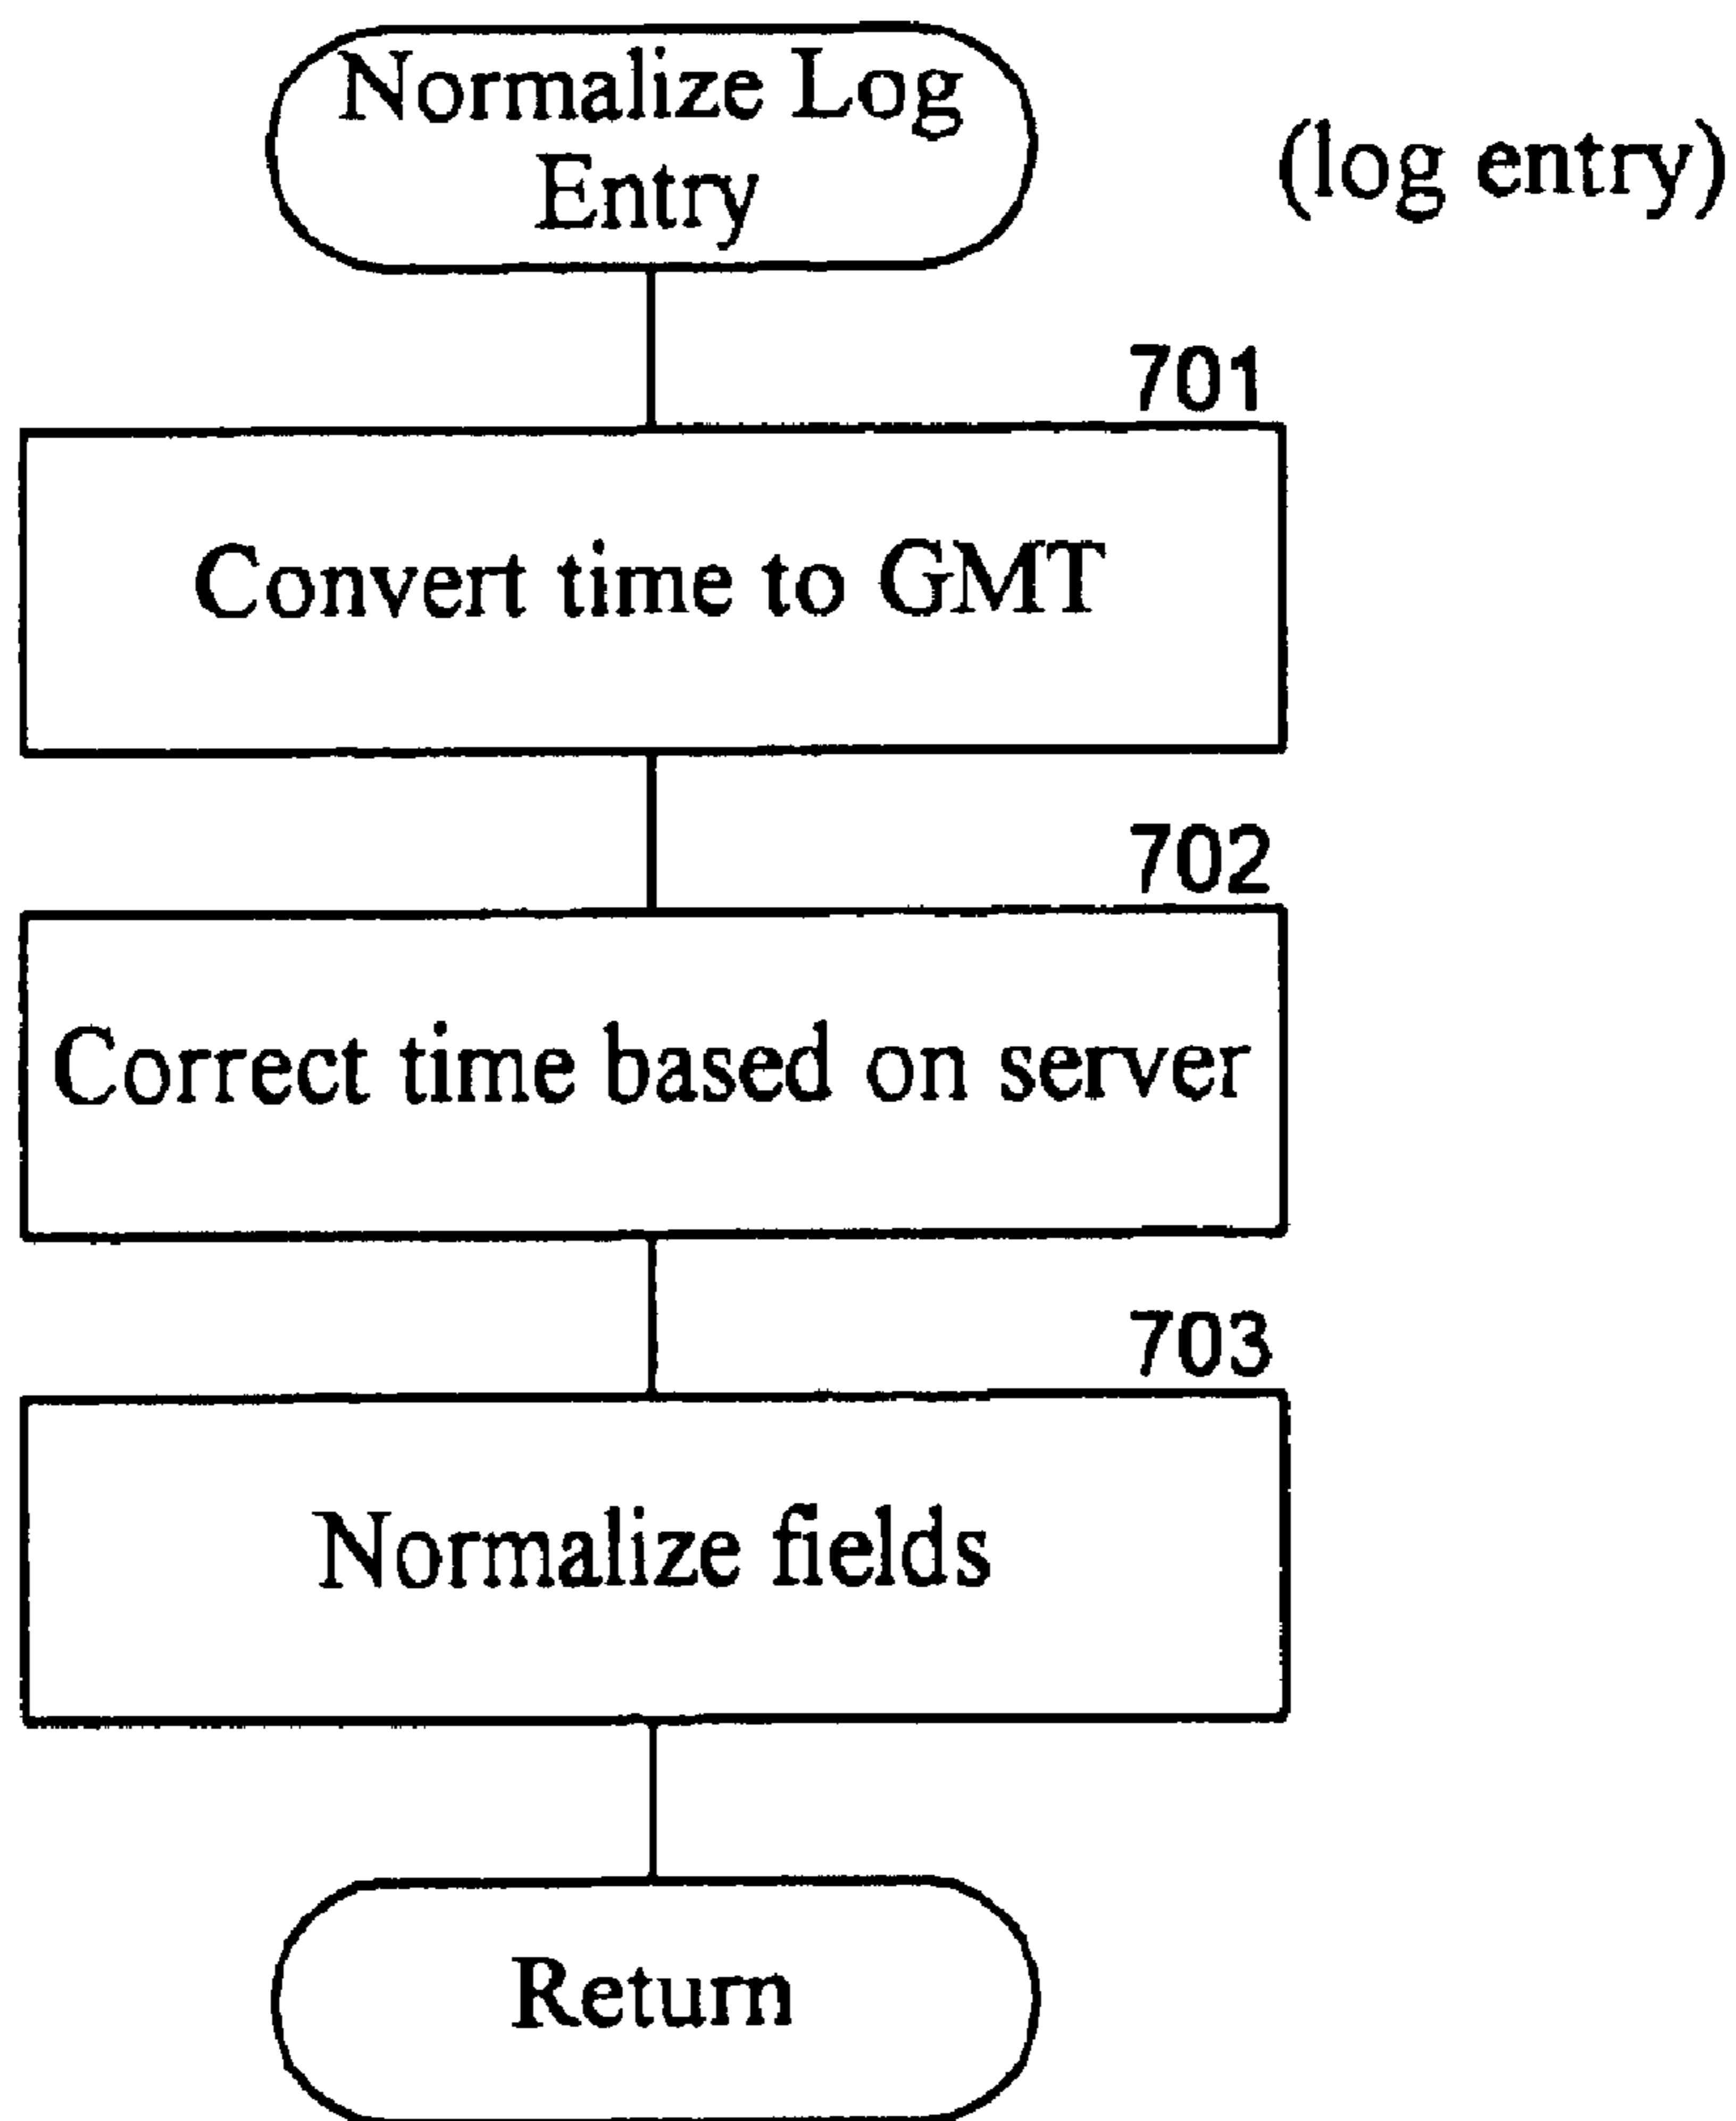 Normalize Log
Entry
(log entry)
701
Convert time to GMT
702
Correct time based on server
703
Normalize fields
Return